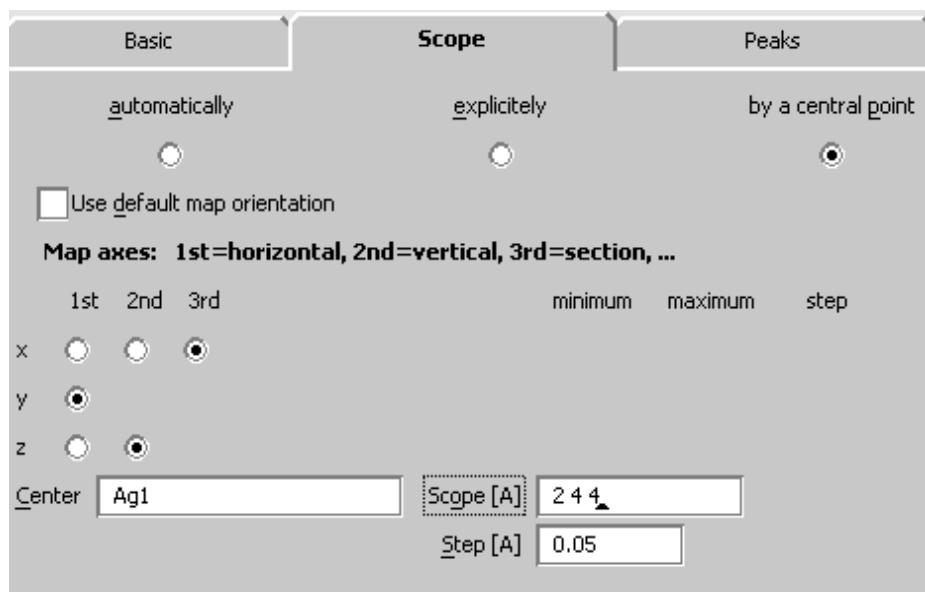 Basic Scope Peaks
automatically explicitely by a central point
Use default map orientation
Map axes: 1st=horizontal, 2nd=vertical, 3rd=section, ...
1st 2nd 3rd minimum maximum step
x
y
z
Center Ag1 Scope [A] 2 4 4
Step [A] 0.05